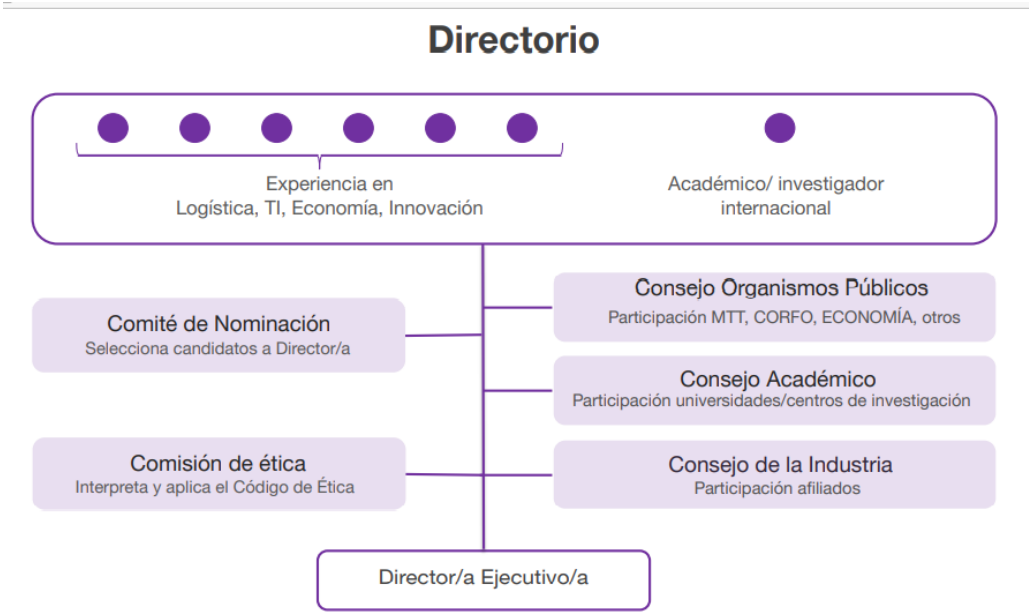 Directorio
Experiencia en
Logística, TI, Economía, Innovación
Académico/ investigador
internacional
Comité de Nominación
Selecciona candidatos a Director/a
Comisión de ética
Interpreta y aplica el Código de Ética
Consejo Organismos Públicos
Participación MTT, CORFO, ECONOMÍA, otros
Consejo Académico
Participación universidades/centros de investigación
Consejo de la Industria
Participación afiliados
Director/a Ejecutivo/a